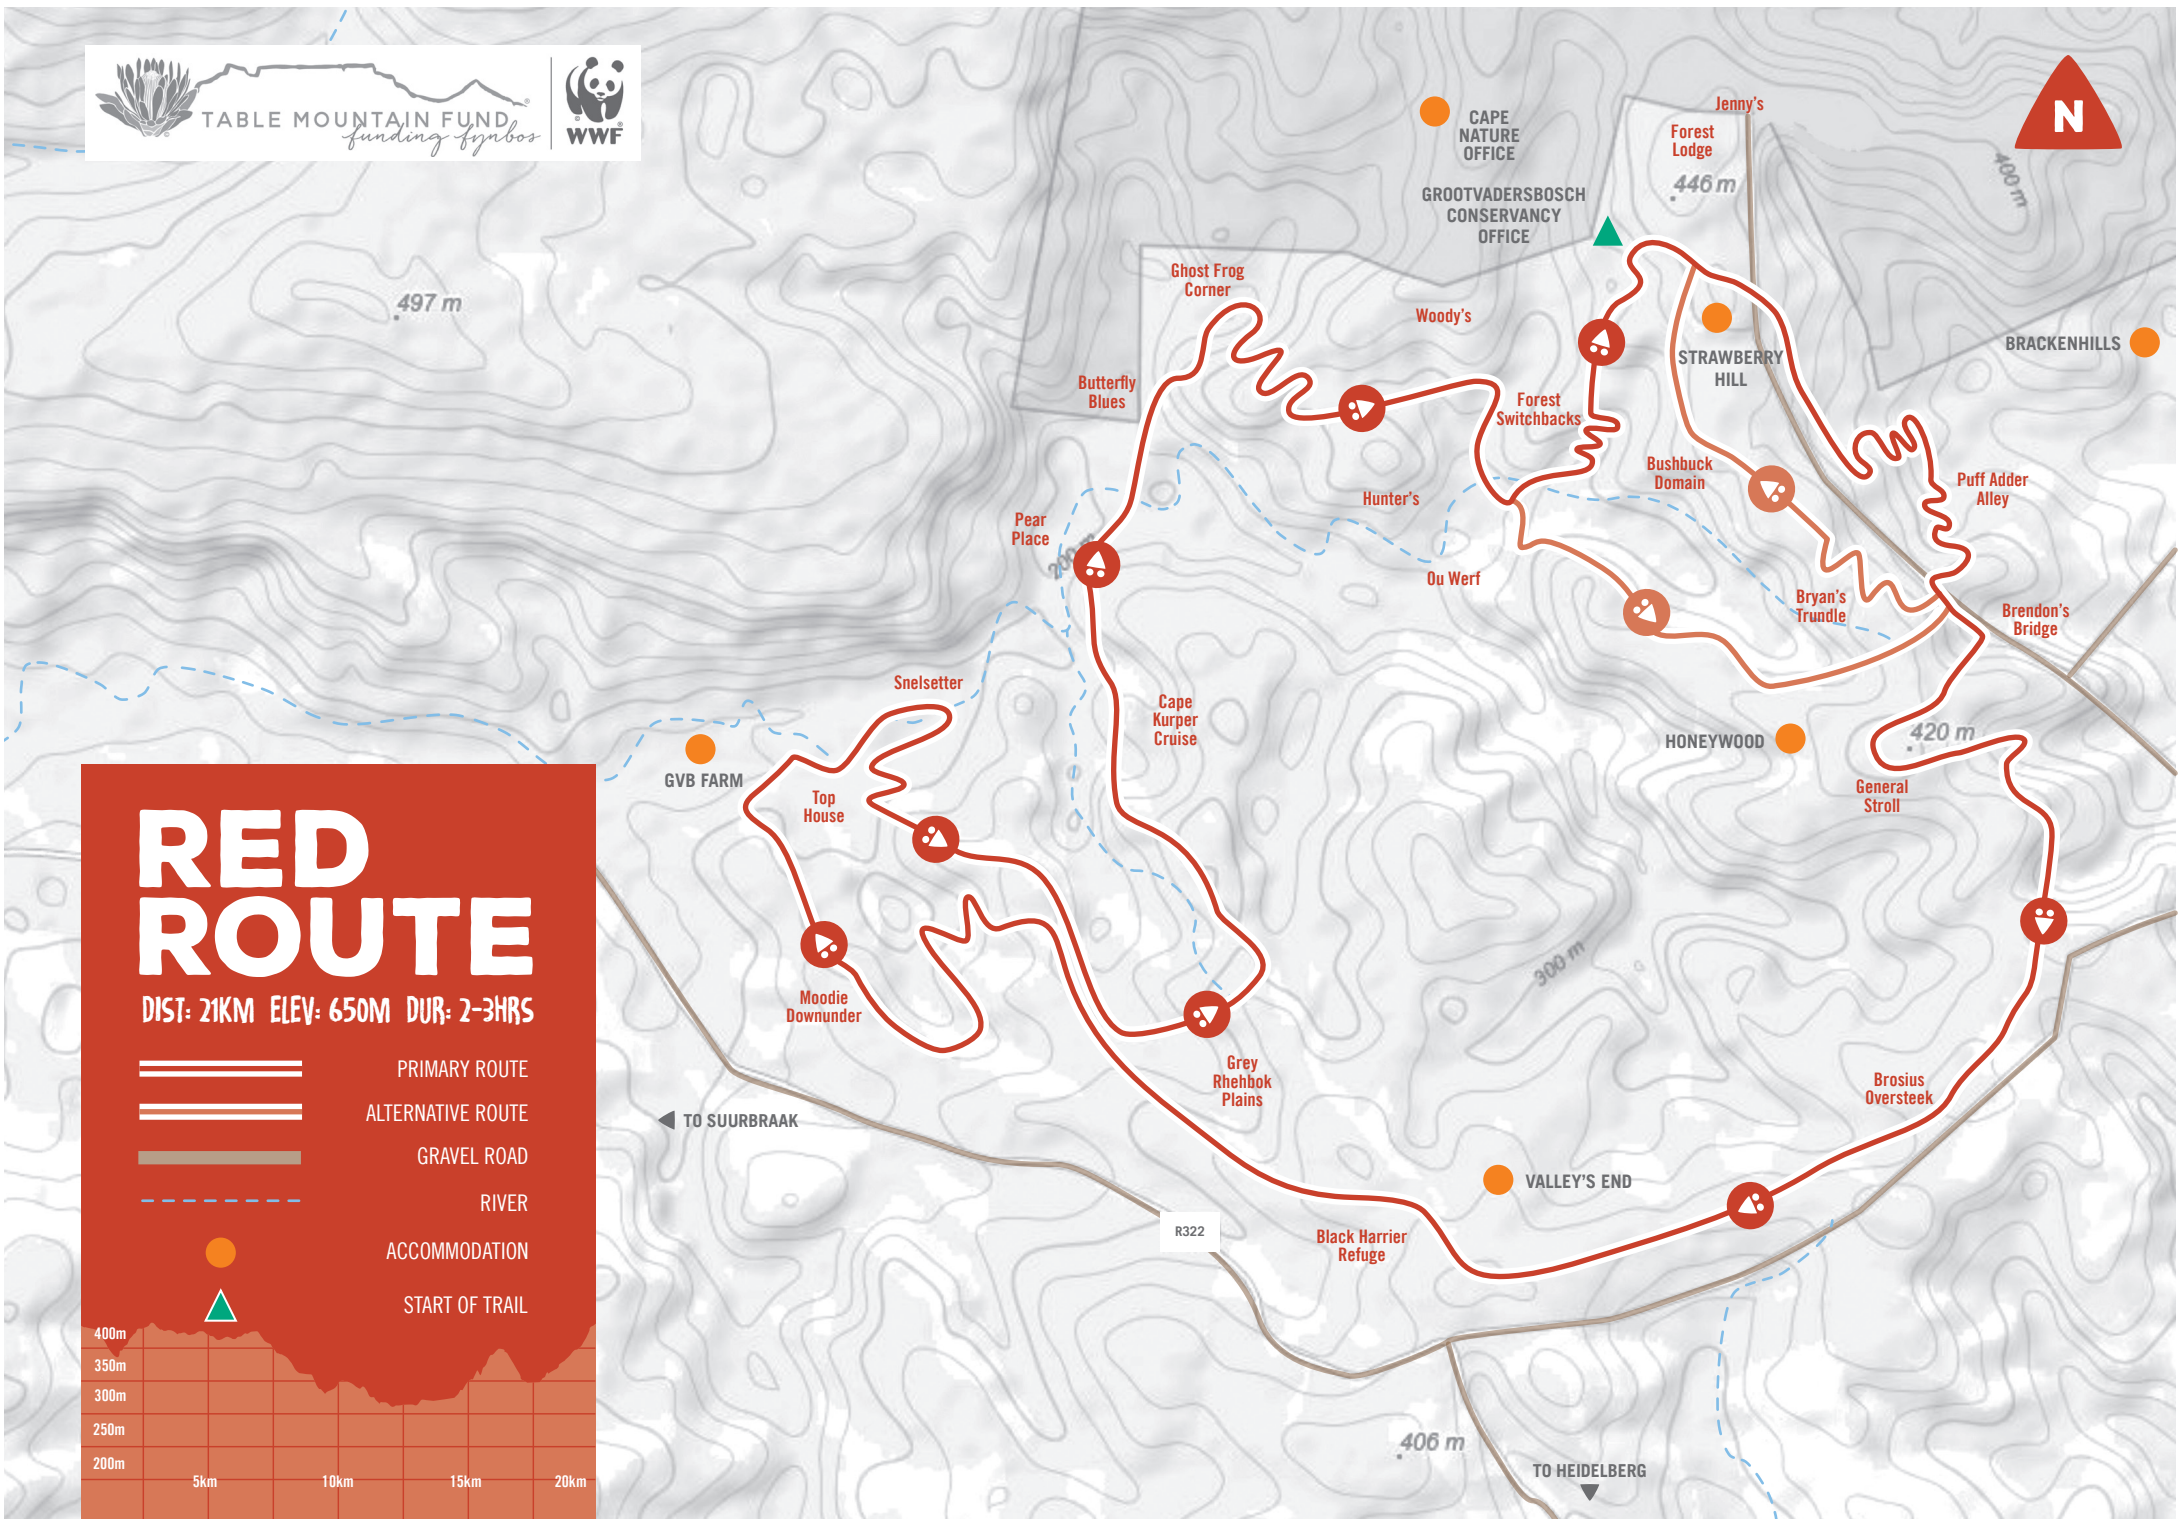 TABLE MOUNTAIN FUND
funding fynbos
WWF
N
Jenny's
Forest
Lodge
446 m
400 m
CAPE
NATURE
OFFICE
GROOTVADERSBOSCH
CONSERVANCY
OFFICE
Ghost Frog
Corner
497 m
Woody's
STRAWBERRY
HILL
BRACKENHILLS
Butterfly
Blues
Forest
Switchbacks
Bushbuck
Domain
Puff Adder
Alley
Hunter's
Pear
Place
200 m
Ou Werf
Bryan's
Trundle
Brendon's
Bridge
Snelsetter
Cape
Kurper
Cruise
HONEYWOOD
420 m
GVB FARM
Top
House
General
Stroll
300 m
Moodie
Downunder
Grey
Rhehbok
Plains
Brosius
Oversteek
TO SUURBRAAK
VALLEY'S END
R322
Black Harrier
Refuge
406 m
TO HEIDELBERG
RED
ROUTE
DIST: 21KM ELEV: 650M DUR: 2-3HRS
PRIMARY ROUTE
ALTERNATIVE ROUTE
GRAVEL ROAD
RIVER
ACCOMMODATION
START OF TRAIL
400m
350m
300m
250m
200m
5km 10km 15km 20km